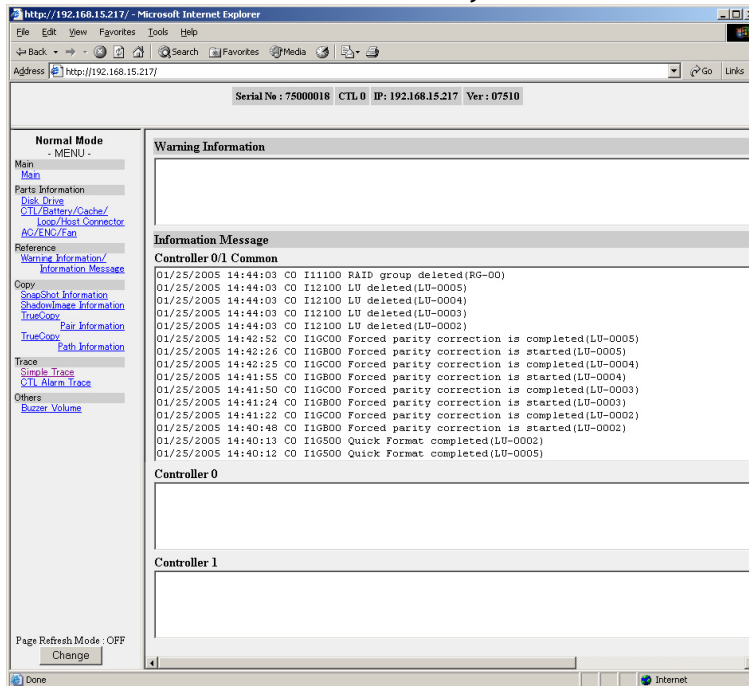 http://192.168.15.217/ - Microsoft Internet Explorer
File Edit View Favorites Tools Help
Back Search Favorites Media
Address http://192.168.15.217/ Go Links
Serial No : 75000018 CTL 0 IP: 192.168.15.217 Ver : 07510
Normal Mode
- MENU -
Main
Main
Parts Information
Disk Drive
CTL/Battery/Cache/
Loop/Host Connector
AC/ENC/Fan
Reference
Warning Information/
Information Message
Copy
SnapShot Information
ShadowImage Information
TrueCopy
Pair Information
TrueCopy
Path Information
Trace
Simple Trace
CTL Alarm Trace
Others
Buzzer Volume
Page Refresh Mode : OFF
Change
Warning Information
Information Message
Controller 0/1 Common
01/25/2005 14:44:03 C0 I11100 RAID group deleted(RG-00)
01/25/2005 14:44:03 C0 I12100 LU deleted(LU-0005)
01/25/2005 14:44:03 C0 I12100 LU deleted(LU-0004)
01/25/2005 14:44:03 C0 I12100 LU deleted(LU-0003)
01/25/2005 14:44:03 C0 I12100 LU deleted(LU-0002)
01/25/2005 14:42:52 C0 I1GC00 Forced parity correction is completed(LU-0005)
01/25/2005 14:42:26 C0 I1GB00 Forced parity correction is started(LU-0005)
01/25/2005 14:42:25 C0 I1GC00 Forced parity correction is completed(LU-0004)
01/25/2005 14:41:55 C0 I1GB00 Forced parity correction is started(LU-0004)
01/25/2005 14:41:50 C0 I1GC00 Forced parity correction is completed(LU-0003)
01/25/2005 14:41:24 C0 I1GB00 Forced parity correction is started(LU-0003)
01/25/2005 14:41:22 C0 I1GC00 Forced parity correction is completed(LU-0002)
01/25/2005 14:40:48 C0 I1GB00 Forced parity correction is started(LU-0002)
01/25/2005 14:40:13 C0 I1G500 Quick Format completed(LU-0002)
01/25/2005 14:40:12 C0 I1G500 Quick Format completed(LU-0005)
Controller 0
Controller 1
Done Internet